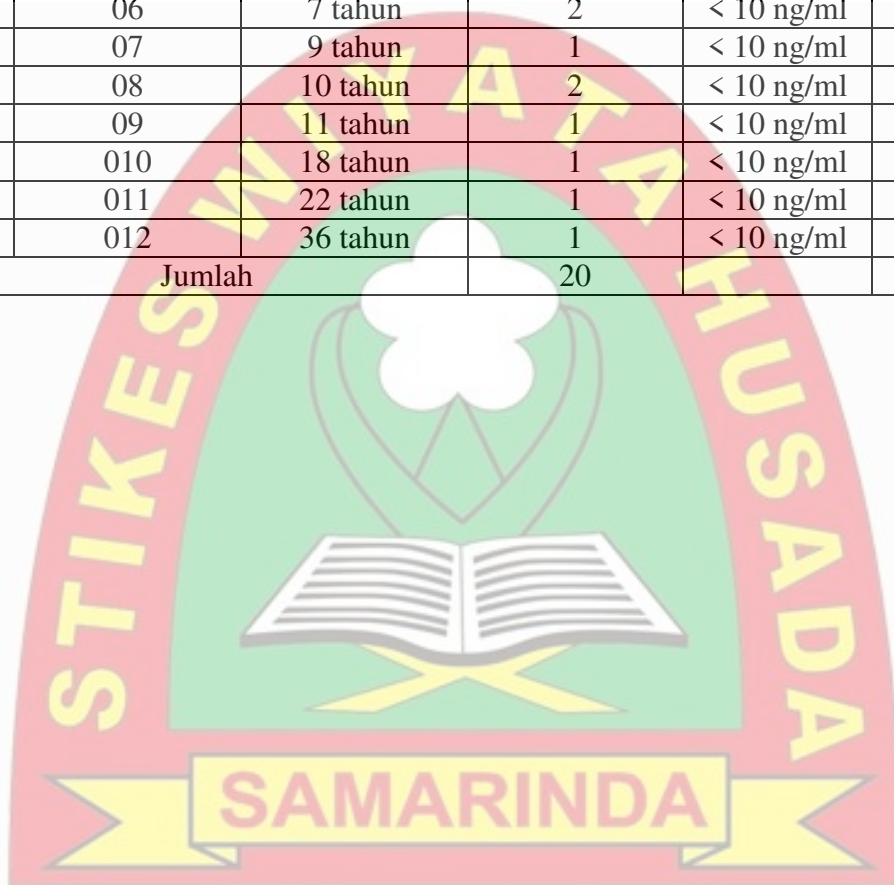 06 7 tahun 2 < 10 ng/ml
07 9 tahun 1 < 10 ng/ml
08 10 tahun 2 < 10 ng/ml
09 11 tahun 1 < 10 ng/ml
010 18 tahun 1 < 10 ng/ml
011 22 tahun 1 < 10 ng/ml
012 36 tahun 1 < 10 ng/ml
Jumlah 20
STIKES WIYATA HUSADA
SAMARINDA